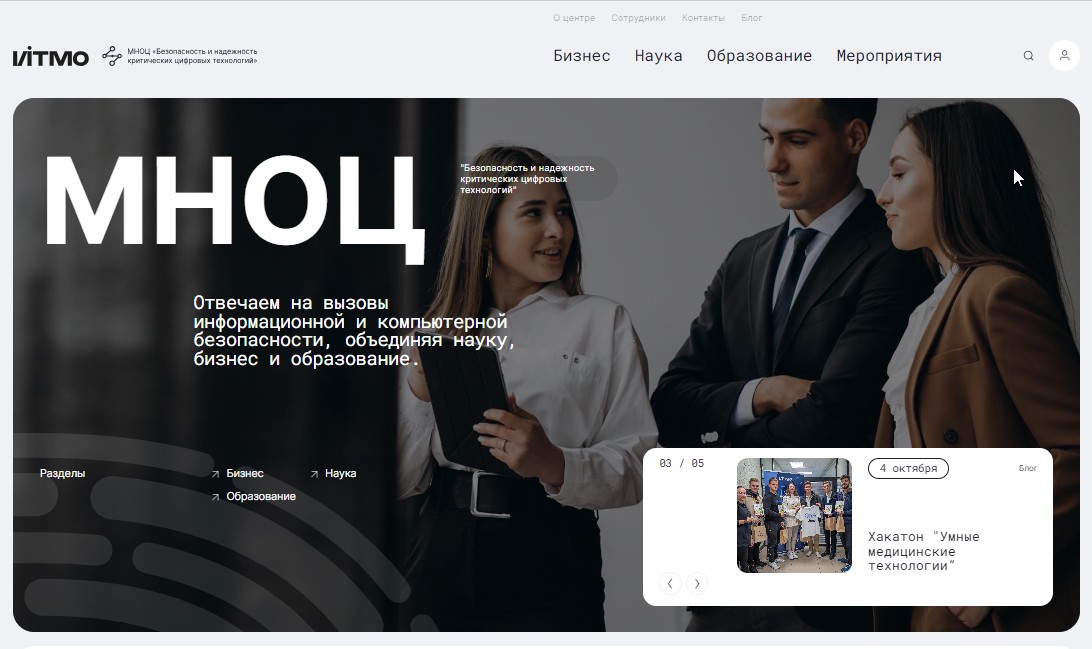 О центре Сотрудники Контакты Блог
ITMO
МНОЦ «Безопасность и надежность
критических цифровых технологий»
Бизнес Наука Образование Мероприятия
МНОЦ
"Безопасность и надежность
критических цифровых
технологий"
Отвечаем на вызовы
информационной и компьютерной
безопасности, объединяя науку,
бизнес и образование.
Разделы
Бизнес Наука
Образование
03 / 05
4 октября
Блог
Хакатон "Умные
медицинские
технологии"